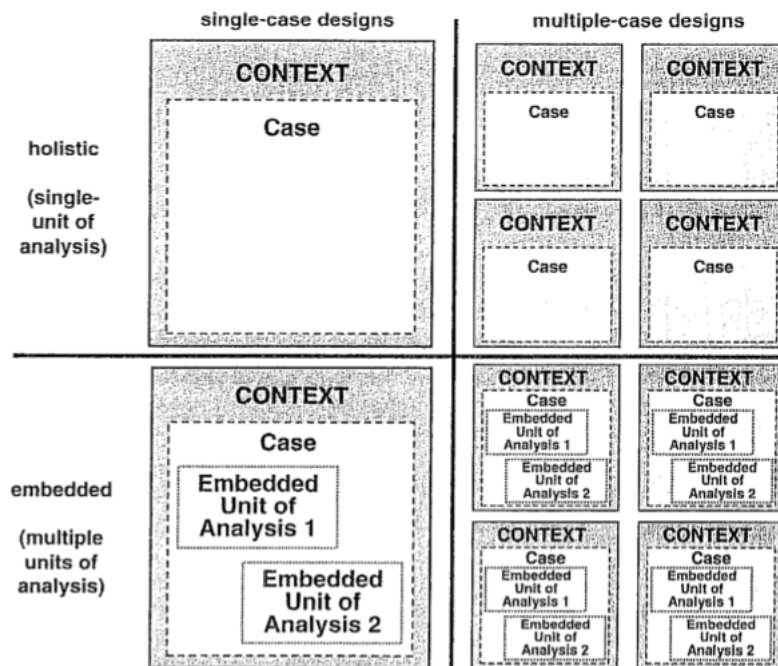 single-case designs
multiple-case designs
holistic
(single-
unit of
analysis)
CONTEXT
Case
CONTEXT
Case
CONTEXT
Case
CONTEXT
Case
CONTEXT
Case
embedded
(multiple
units of
analysis)
CONTEXT
Case
Embedded
Unit of
Analysis 1
Embedded
Unit of
Analysis 2
CONTEXT
Case
Embedded
Unit of
Analysis 1
Embedded
Unit of
Analysis 2
CONTEXT
Case
Embedded
Unit of
Analysis 1
Embedded
Unit of
Analysis 2
CONTEXT
Case
Embedded
Unit of
Analysis 1
Embedded
Unit of
Analysis 2
CONTEXT
Case
Embedded
Unit of
Analysis 1
Embedded
Unit of
Analysis 2